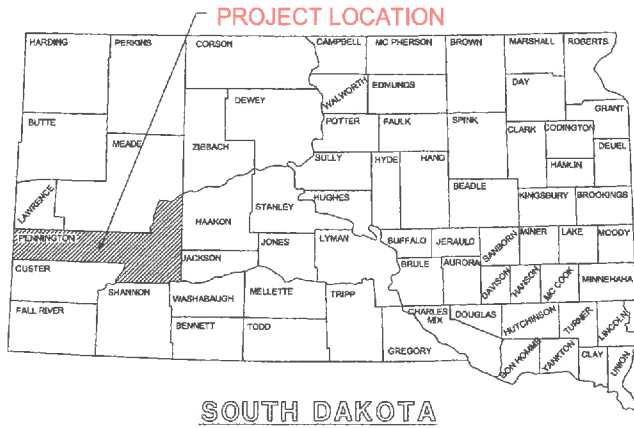 PROJECT LOCATION
HARDING
PERKINS
CORSON
CAMPBELL
MC PHERSON
BROWN
MARSHALL
ROBERTS
WALWORTH
EDMUNDS
DAY
DEWEY
GRANT
BUTTE
POTTER
FAULK
SPINK
CLARK
CODINGTON
MEADE
ZIEBACH
DEUEL
SULLY
HYDE
HAND
HAMLIN
LAWRENCE
BEADLE
STANLEY
HUGHES
KINGSBURY
BROOKINGS
HAAKON
PENNINGTON
JONES
LYMAN
BUFFALO
JERAULD
SANBORN
MINER
LAKE
MOODY
JACKSON
CUSTER
BRULE
AURORA
DAVISON
HANSON
MC COOK
MINNEHAHA
SHANNON
WASHABAUGH
MELLETTE
TRIPP
FALL RIVER
CHARLES
MIX
DOUGLAS
HUTCHINSON
TURNER
LINCOLN
BENNETT
TODD
GREGORY
BON HOMME
YANKTON
CLAY
UNION
SOUTH DAKOTA